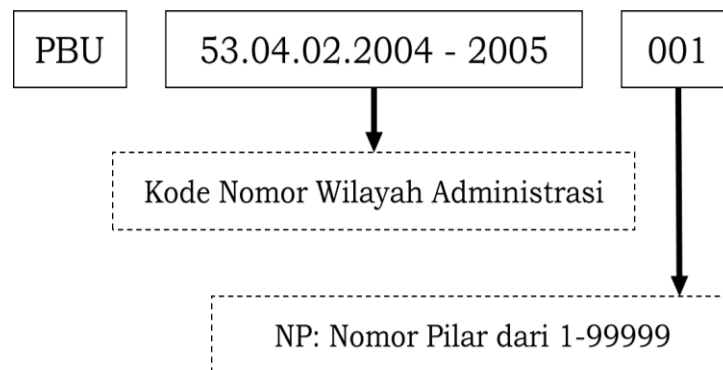 PBU 53.04.02.2004 - 2005 001
Kode Nomor Wilayah Administrasi
NP: Nomor Pilar dari 1-99999